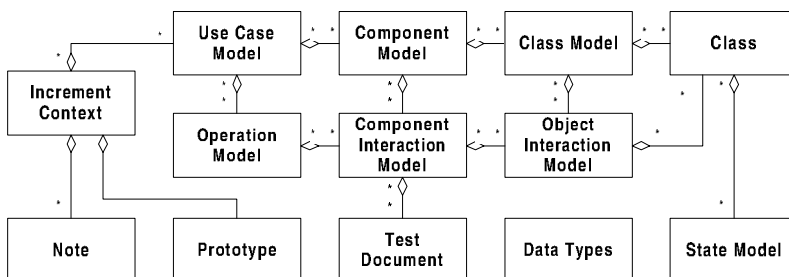 Use Case
Model
Component
Model
Class Model
Class
Increment
Context
Operation
Model
Component
Interaction
Model
Object
Interaction
Model
Note
Prototype
Test
Document
Data Types
State Model